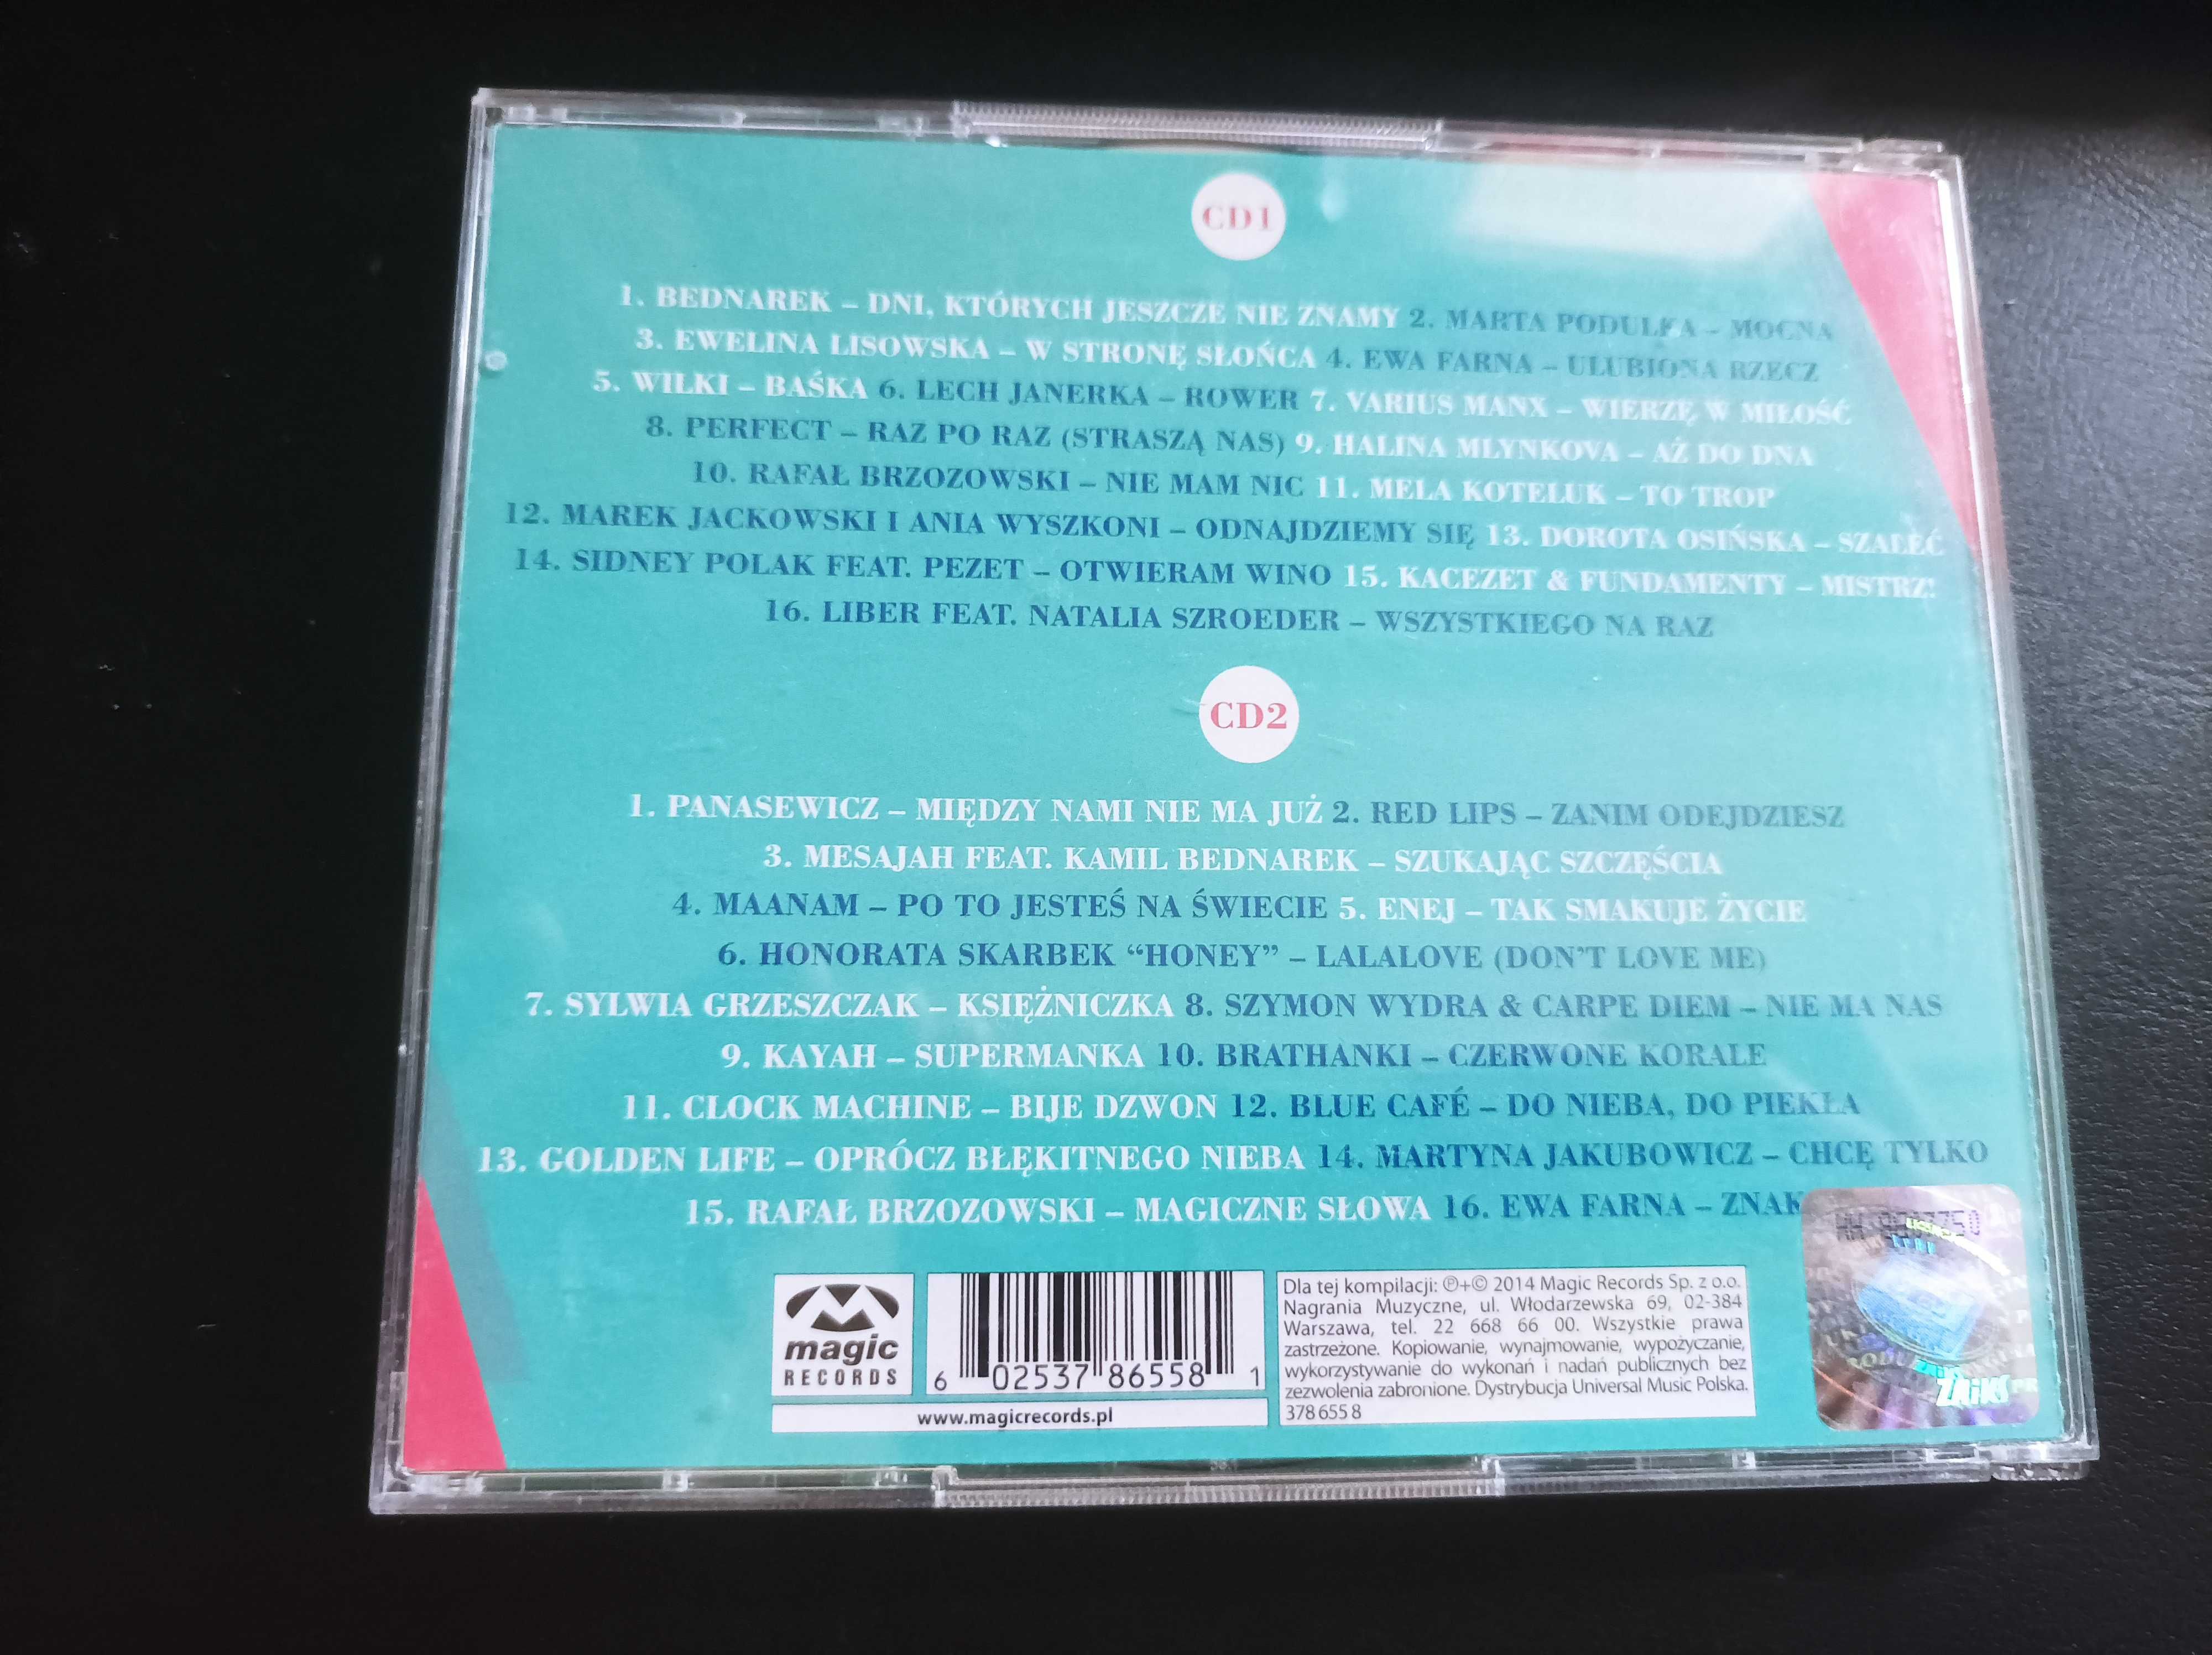 CD1
1. BEDNAREK – DNI, KTÓRYCH JESZCZE NIE ZNAMY 2. MARTA PODULKA – MOCNA
3. EWELINA LISOWSKA – W STRONĘ SŁOŃCA 4. EWA FARNA – ULUBIONA RZECZ
5. WILKI – BAŚKA 6. LECH JANERKA – ROWER 7. VARIUS MANX – WIERZĘ W MIŁOŚĆ
8. PERFECT – RAZ PO RAZ (STRASZĄ NAS) 9. HALINA MLYNKOVA – AŻ DO DNA
10. RAFAŁ BRZOZOWSKI – NIE MAM NIC 11. MELA KOTELUK – TO TROP
12. MAREK JACKOWSKI I ANIA WYSZKONI – ODNAJDZIEMY SIĘ 13. DOROTA OSIŃSKA – SZALEĆ
14. SIDNEY POLAK FEAT. PEZET – OTWIERAM WINO 15. KACEZET & FUNDAMENTY – MISTRZ!
16. LIBER FEAT. NATALIA SZROEDER – WSZYSTKIEGO NA RAZ
CD2
1. PANASEWICZ – MIĘDZY NAMI NIE MA JUŻ 2. RED LIPS – ZANIM ODEJDZIESZ
3. MESAJAH FEAT. KAMIL BEDNAREK – SZUKAJĄC SZCZĘŚCIA
4. MAANAM – PO TO JESTEŚ NA ŚWIECIE 5. ENEJ – TAK SMAKUJE ŻYCIE
6. HONORATA SKARBEK “HONEY” – LALALOVE (DON'T LOVE ME)
7. SYLWIA GRZESZCZAK – KSIĘŻNICZKA 8. SZYMON WYDRA & CARPE DIEM – NIE MA NAS
9. KAYAH – SUPERMANKA 10. BRATHANKI – CZERWONE KORALE
11. CLOCK MACHINE – BIJE DZWON 12. BLUE CAFÉ – DO NIEBA, DO PIEKŁA
13. GOLDEN LIFE – OPRÓCZ BŁĘKITNEGO NIEBA 14. MARTYNA JAKUBOWICZ – CHCĘ TYLKO
15. RAFAŁ BRZOZOWSKI – MAGICZNE SŁOWA 16. EWA FARNA – ZNAK
magic
RECORDS
6 02537 86558 1
www.magicrecords.pl
Dla tej kompilacji: ℗+© 2014 Magic Records Sp. z o.o.
Nagrania Muzyczne, ul. Włodarzewska 69, 02-384
Warszawa, tel. 22 668 66 00. Wszystkie prawa
zastrzeżone. Kopiowanie, wynajmowanie, wypożyczanie,
wykorzystywanie do wykonań i nadań publicznych bez
zezwolenia zabronione. Dystrybucja Universal Music Polska.
378 655 8
ZAiKS